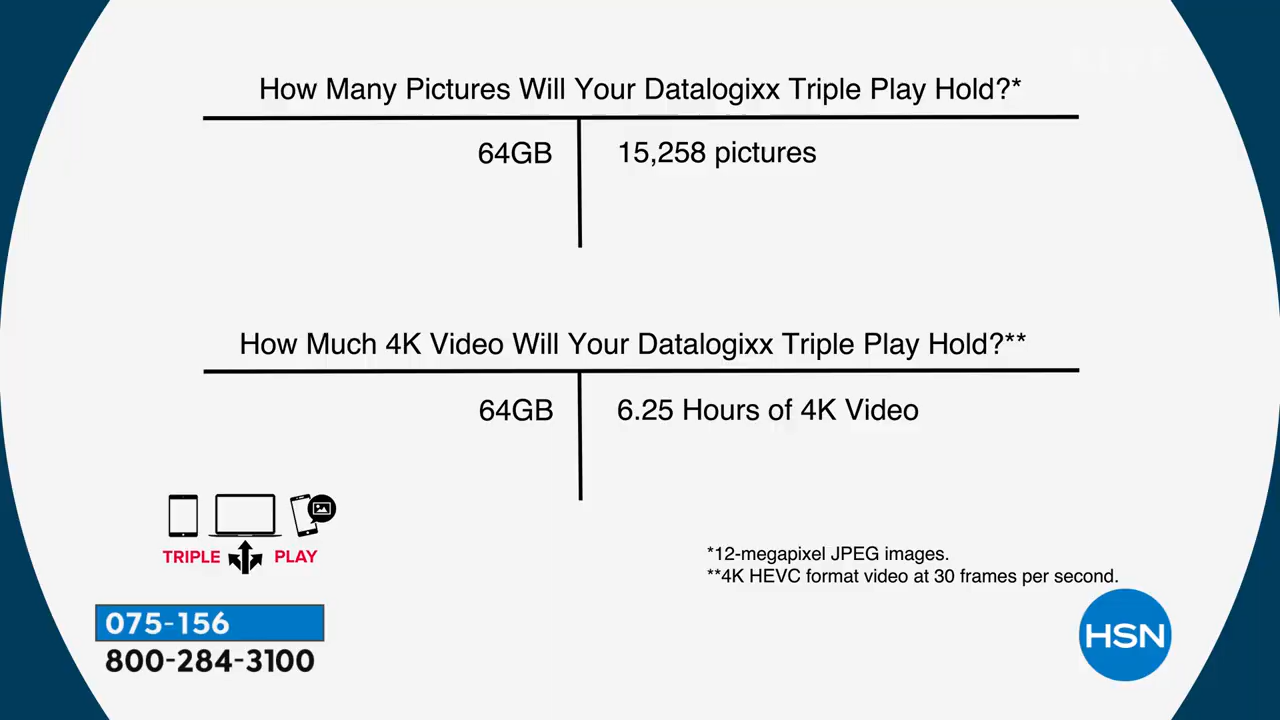 How Many Pictures Will Your Datalogixx Triple Play Hold?*
64GB 15,258 pictures
How Much 4K Video Will Your Datalogixx Triple Play Hold?**
64GB 6.25 Hours of 4K Video
TRIPLE PLAY
*12-megapixel JPEG images.
**4K HEVC format video at 30 frames per second.
075-156
800-284-3100
HSN